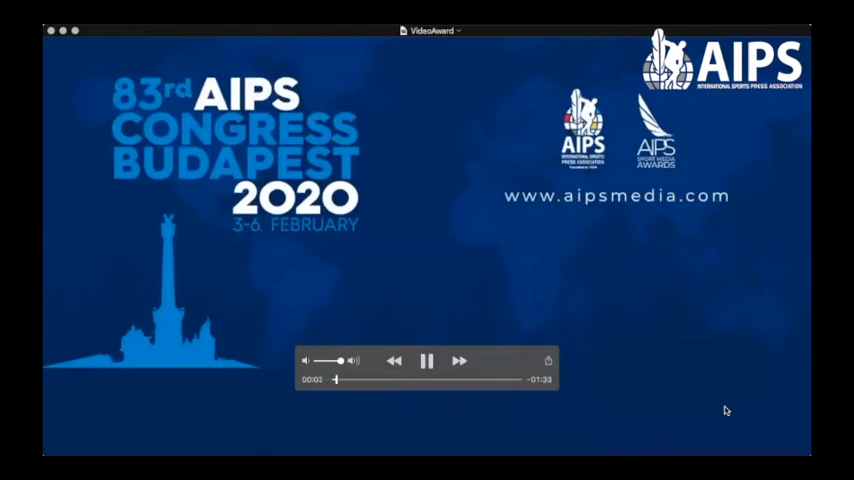 VideoAward
AIPS
INTERNATIONAL SPORTS PRESS ASSOCIATION
83rd AIPS
CONGRESS
BUDAPEST
2020
3-6. FEBRUARY
AIPS
INTERNATIONAL SPORTS
PRESS ASSOCIATION
AIPS
SPORT MEDIA
AWARDS
www.aipsmedia.com
00:02
-01:33